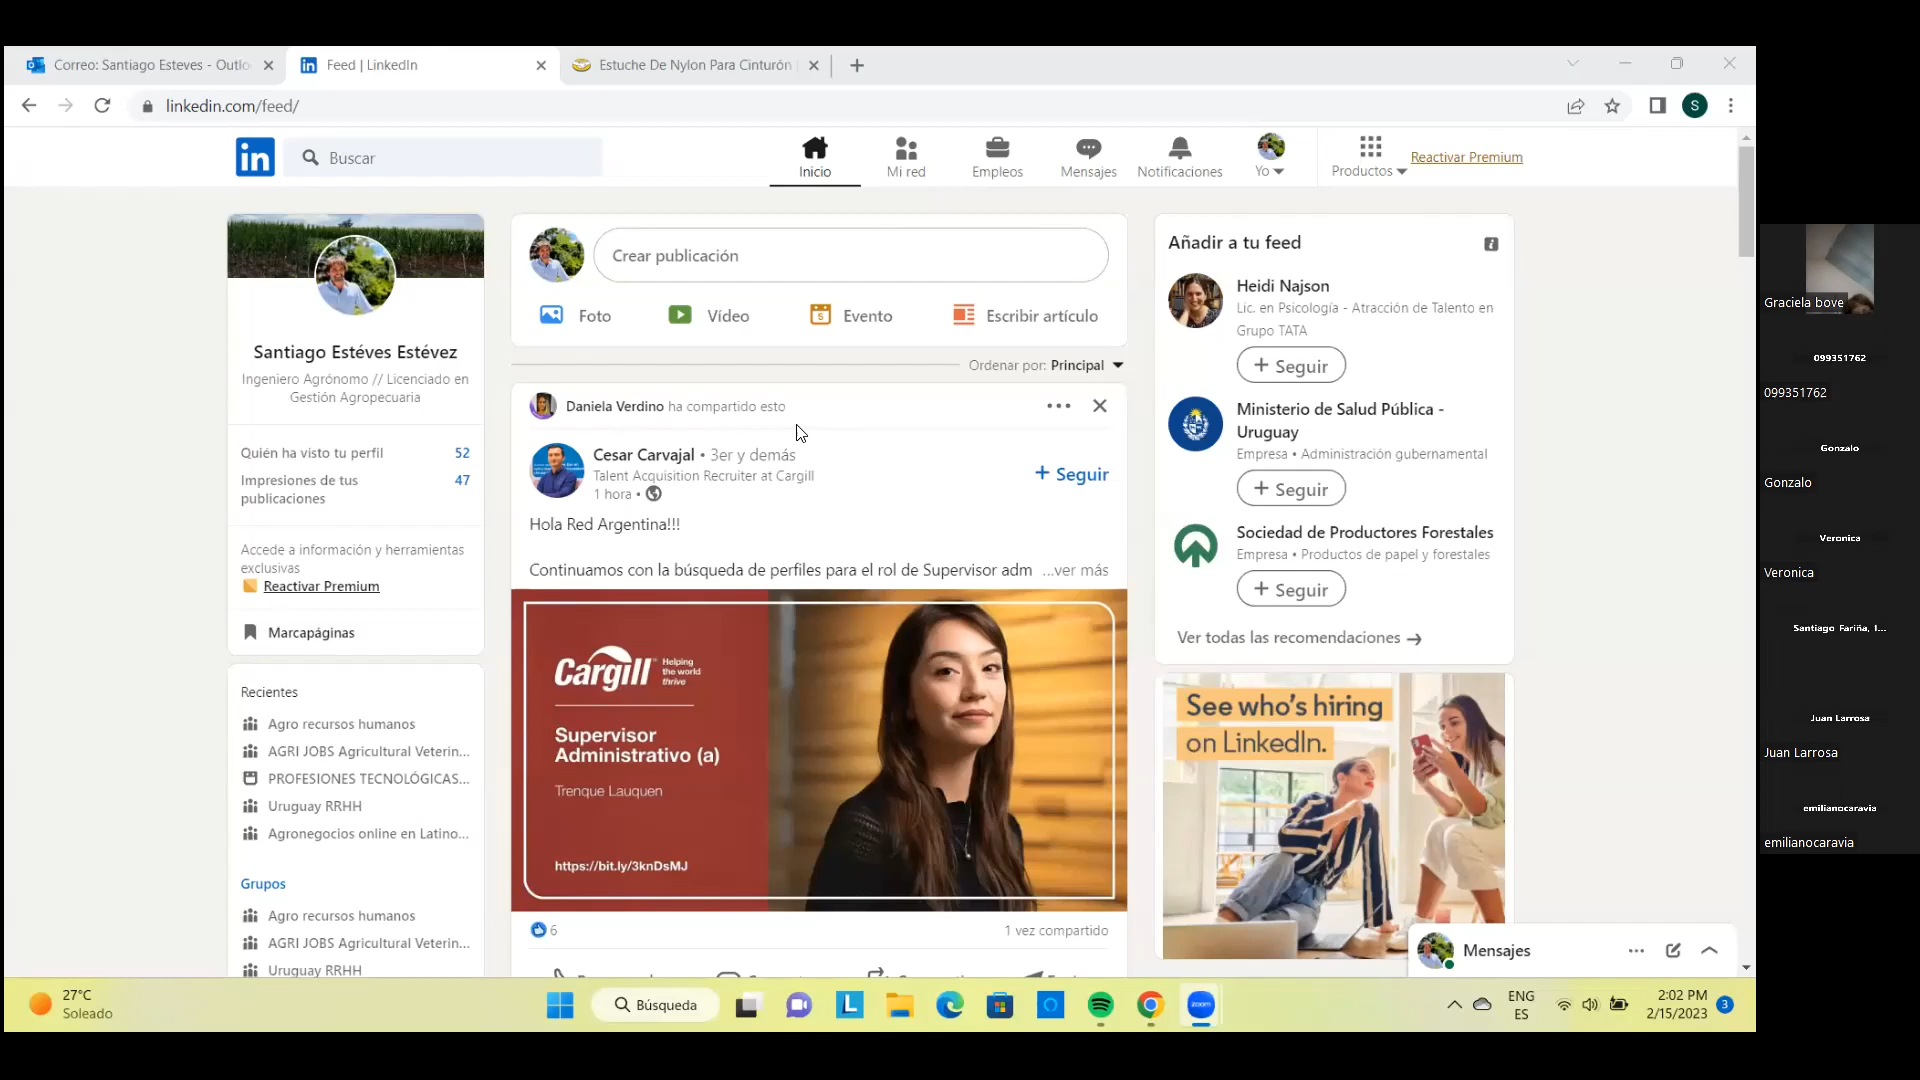 Correo: Santiago Esteves - Outlo
Feed | LinkedIn
Estuche De Nylon Para Cinturón
linkedin.com/feed/
S
in
Buscar
Inicio
Mi red
Empleos
Mensajes
Notificaciones
Yo
Productos
Reactivar Premium
Santiago Estéves Estévez
Ingeniero Agrónomo // Licenciado en
Gestión Agropecuaria
Quién ha visto tu perfil 52
Impresiones de tus 47
publicaciones
Accede a información y herramientas
exclusivas
Reactivar Premium
Marcapáginas
Recientes
Agro recursos humanos
AGRI JOBS Agricultural Veterin...
PROFESIONES TECNOLÓGICAS...
Uruguay RRHH
Agronegocios online en Latino...
Grupos
Agro recursos humanos
AGRI JOBS Agricultural Veterin...
Uruguay RRHH
Crear publicación
Foto
Vídeo
Evento
Escribir artículo
Ordenar por: Principal
Daniela Verdino ha compartido esto
Cesar Carvajal • 3er y demás
Talent Acquisition Recruiter at Cargill
1 hora •
+ Seguir
Hola Red Argentina!!!
Continuamos con la búsqueda de perfiles para el rol de Supervisor adm ...ver más
Cargill
Helping
the world
thrive
Supervisor
Administrativo (a)
Trenque Lauquen
https://bit.ly/3knDsMJ
6
1 vez compartido
Añadir a tu feed
Heidi Najson
Lic. en Psicología - Atracción de Talento en
Grupo TATA
+ Seguir
Ministerio de Salud Pública -
Uruguay
Empresa • Administración gubernamental
+ Seguir
Sociedad de Productores Forestales
Empresa • Productos de papel y forestales
+ Seguir
Ver todas las recomendaciones →
See who's hiring
on LinkedIn.
Mensajes
Graciela bove
099351762
099351762
Gonzalo
Gonzalo
Veronica
Veronica
Santiago Fariña, I...
Juan Larrosa
Juan Larrosa
emilianocaravia
emilianocaravia
27°C
Soleado
Búsqueda
zoom
ENG
ES
2:02 PM
2/15/2023
3